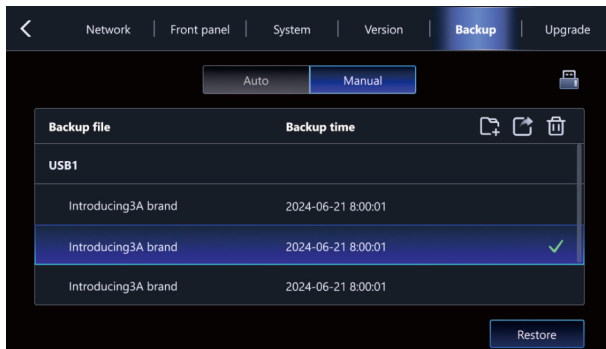 Network Front panel System Version Backup Upgrade
Auto Manual
Backup file Backup time
USB1
Introducing3A brand 2024-06-21 8:00:01
Introducing3A brand 2024-06-21 8:00:01
Introducing3A brand 2024-06-21 8:00:01
Restore